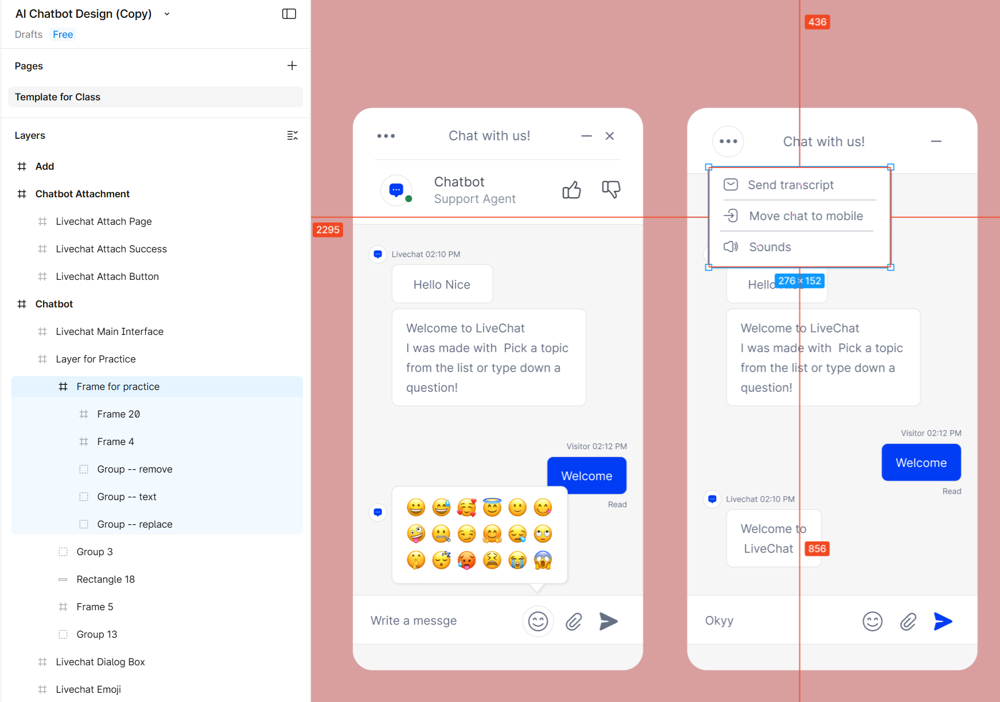 AI Chatbot Design (Copy)
Drafts Free
Pages
Template for Class
Layers
Add
Chatbot Attachment
Livechat Attach Page
Livechat Attach Success
Livechat Attach Button
Chatbot
Livechat Main Interface
Layer for Practice
Frame for practice
Frame 20
Frame 4
Group -- remove
Group -- text
Group -- replace
Group 3
Rectangle 18
Frame 5
Group 13
Livechat Dialog Box
Livechat Emoji
436
2295
Chat with us!
Chatbot
Support Agent
Livechat 02:10 PM
Hello Nice
Welcome to LiveChat
I was made with  Pick a topic
from the list or type down a
question!
Visitor 02:12 PM
Welcome
Read
Write a messge
Chat with us!
Send transcript
Move chat to mobile
Sounds
276 × 152
Hello Nice
Welcome to LiveChat
I was made with  Pick a topic
from the list or type down a
question!
Visitor 02:12 PM
Welcome
Read
Livechat 02:10 PM
Welcome to
LiveChat
856
Okyy